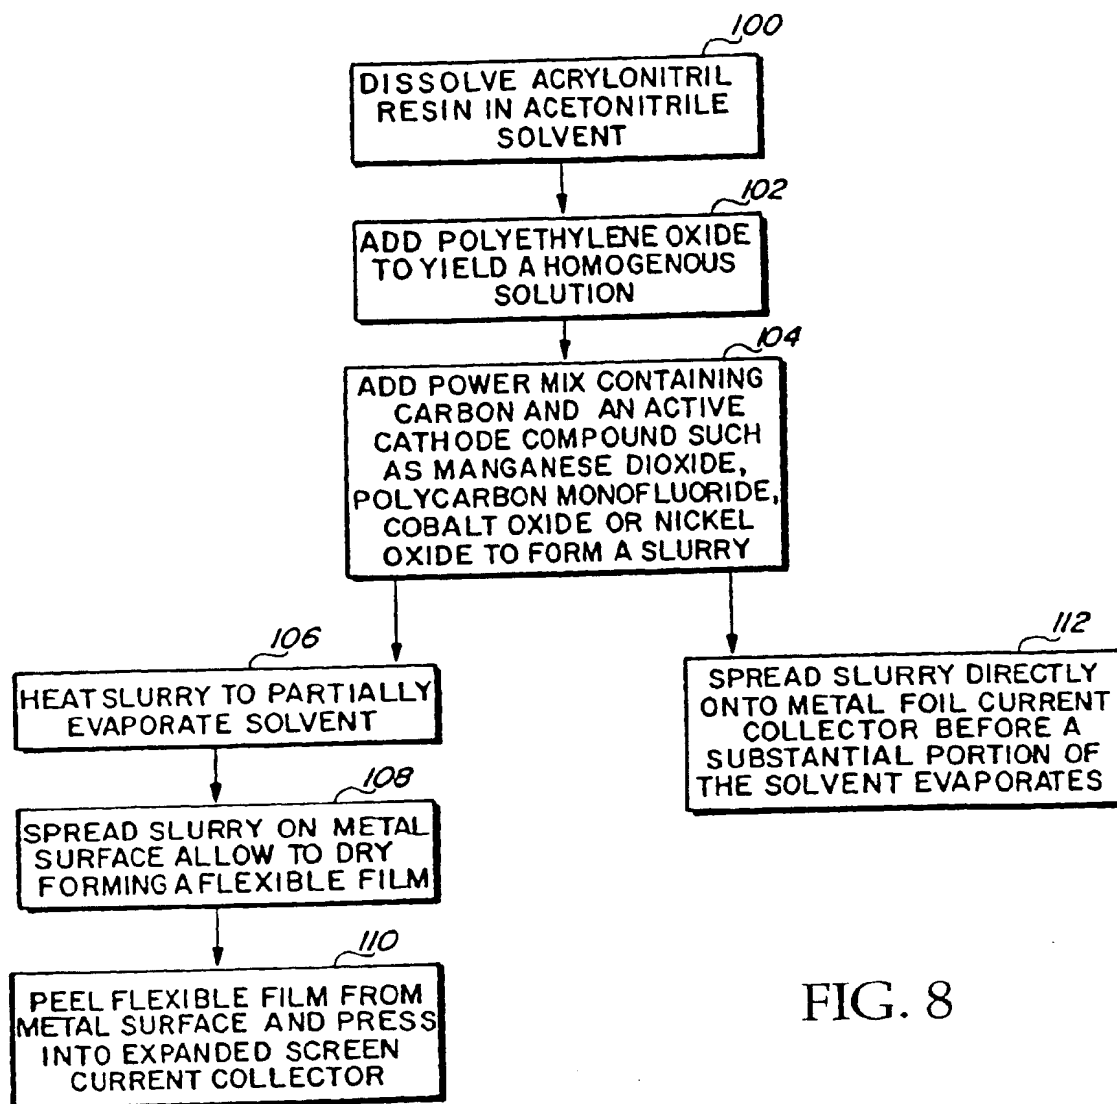 100
DISSOLVE ACRYLONITRIL
RESIN IN ACETONITRILE
SOLVENT
102
ADD POLYETHYLENE OXIDE
TO YIELD A HOMOGENOUS
SOLUTION
104
ADD POWER MIX CONTAINING
CARBON AND AN ACTIVE
CATHODE COMPOUND SUCH
AS MANGANESE DIOXIDE,
POLYCARBON MONOFLUORIDE,
COBALT OXIDE OR NICKEL
OXIDE TO FORM A SLURRY
106
HEAT SLURRY TO PARTIALLY
EVAPORATE SOLVENT
108
SPREAD SLURRY ON METAL
SURFACE ALLOW TO DRY
FORMING A FLEXIBLE FILM
110
PEEL FLEXIBLE FILM FROM
METAL SURFACE AND PRESS
INTO EXPANDED SCREEN
CURRENT COLLECTOR
112
SPREAD SLURRY DIRECTLY
ONTO METAL FOIL CURRENT
COLLECTOR BEFORE A
SUBSTANTIAL PORTION OF
THE SOLVENT EVAPORATES
FIG. 8